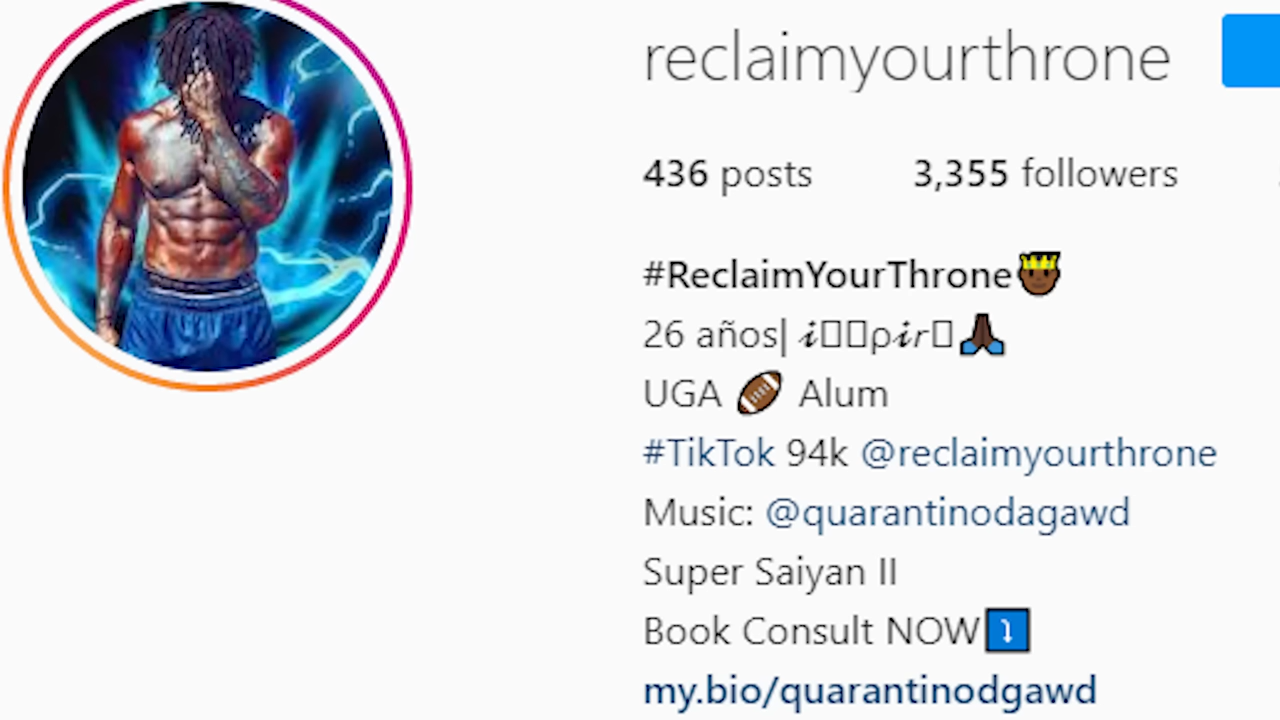 reclaimyourthrone
436 posts 3,355 followers
#ReclaimYourThrone
26 años|
UGA 🏈 Alum
#TikTok 94k @reclaimyourthrone
Music: @quarantinodagawd
Super Saiyan II
Book Consult NOW
my.bio/quarantinodgawd